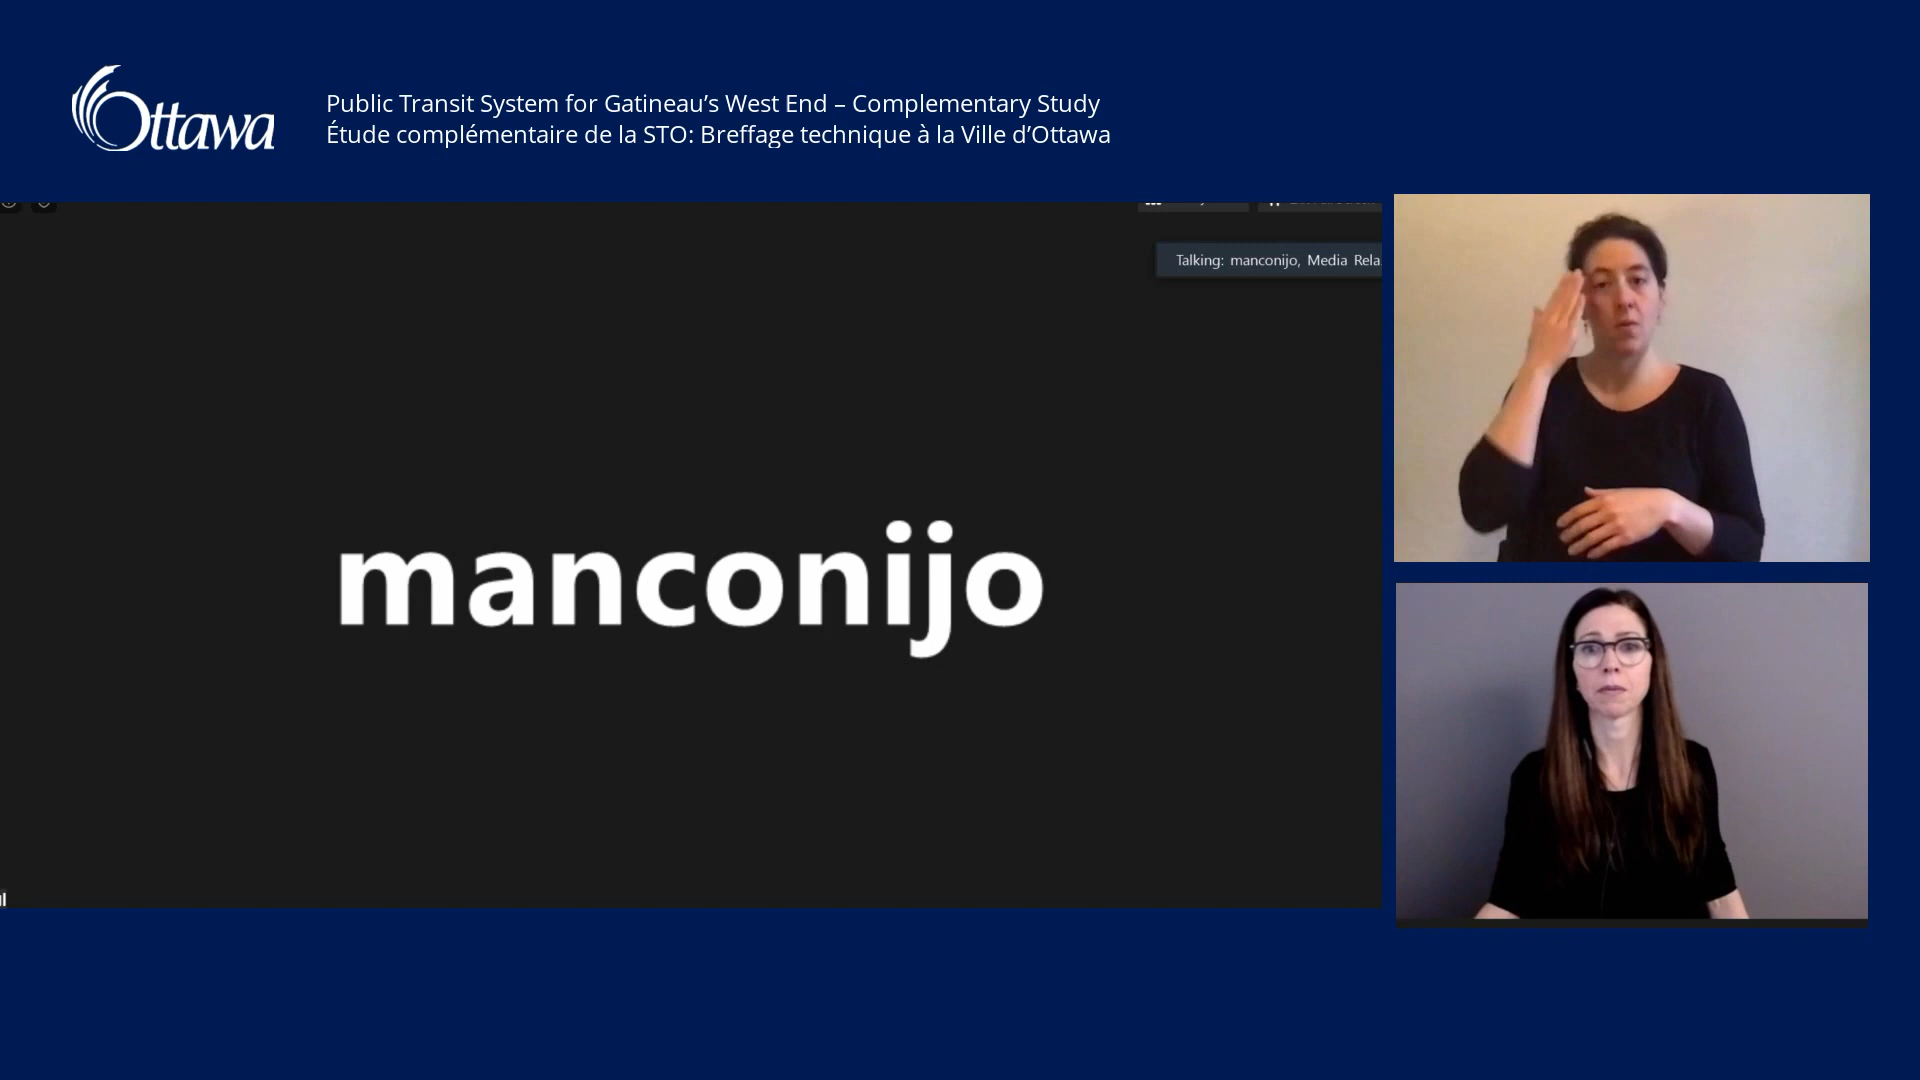 Ottawa
Public Transit System for Gatineau’s West End – Complementary Study
Étude complémentaire de la STO: Breffage technique à la Ville d’Ottawa
Talking: manconijo, Media Rela
manconijo